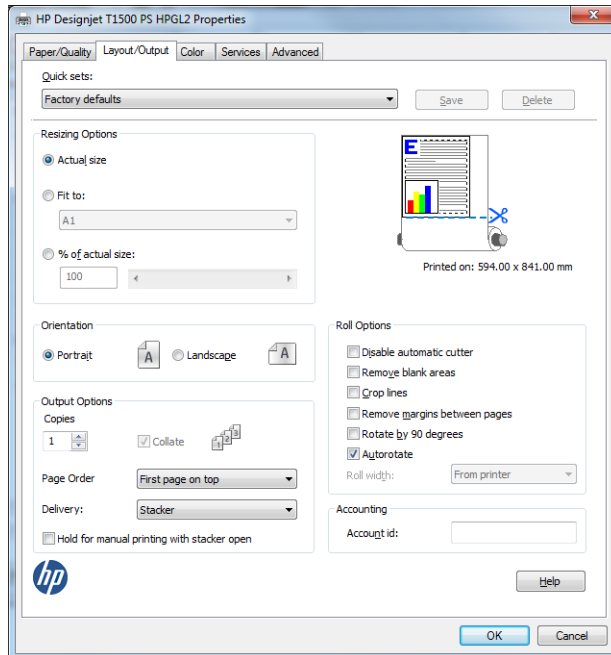 HP Designjet T1500 PS HPGL2 Properties
Paper/Quality Layout/Output Color Services Advanced
Quick sets:
Factory defaults Save Delete
Resizing Options
Actual size
Fit to:
A1
% of actual size:
100
E
Printed on: 594.00 x 841.00 mm
Orientation
Portrait A Landscape A
Output Options
Copies
1 Collate 1 2 3
Page Order First page on top
Delivery: Stacker
Hold for manual printing with stacker open
Roll Options
Disable automatic cutter
Remove blank areas
Crop lines
Remove margins between pages
Rotate by 90 degrees
Autorotate
Roll width: From printer
Accounting
Account id:
hp
Help
OK Cancel